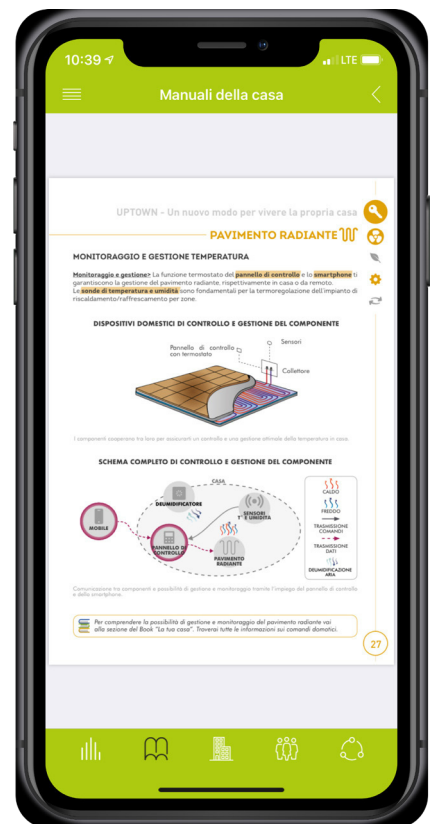 10:39
LTE
Manuali della casa
UPTOWN - Un nuovo modo per vivere la propria casa
PAVIMENTO RADIANTE
MONITORAGGIO E GESTIONE TEMPERATURA
Monitoraggio e gestione> La funzione termostato del pannello di controllo e lo smartphone ti
garantiscono la gestione del pavimento radiante, rispettivamente in casa o da remoto.
Le sonde di temperatura e umidità sono fondamentali per la termoregolazione dell'impianto di
riscaldamento/raffrescamento per zone.
DISPOSITIVI DOMESTICI DI CONTROLLO E GESTIONE DEL COMPONENTE
Pannello di controllo
con termostato
Sensori
Collettore
I componenti cooperano tra loro per assicurarti un controllo e una gestione ottimale della temperatura in casa.
SCHEMA COMPLETO DI CONTROLLO E GESTIONE DEL COMPONENTE
CASA
DEUMIDIFICATORE
SENSORI
T° E UMIDITÀ
MOBILE
PANNELLO DI
CONTROLLO
PAVIMENTO
RADIANTE
CALDO
FREDDO
TRASMISSIONE
COMANDI
TRASMISSIONE
DATI
DEUMIDIFICAZIONE
ARIA
Comunicazione tra componenti e possibilità di gestione e monitoraggio tramite l'impiego del pannello di controllo
e dello smartphone.
Per comprendere la possibilità di gestione e monitoraggio del pavimento radiante vai
alla sezione del Book "La tua casa". Troverai tutte le informazioni sui comandi domotici.
27